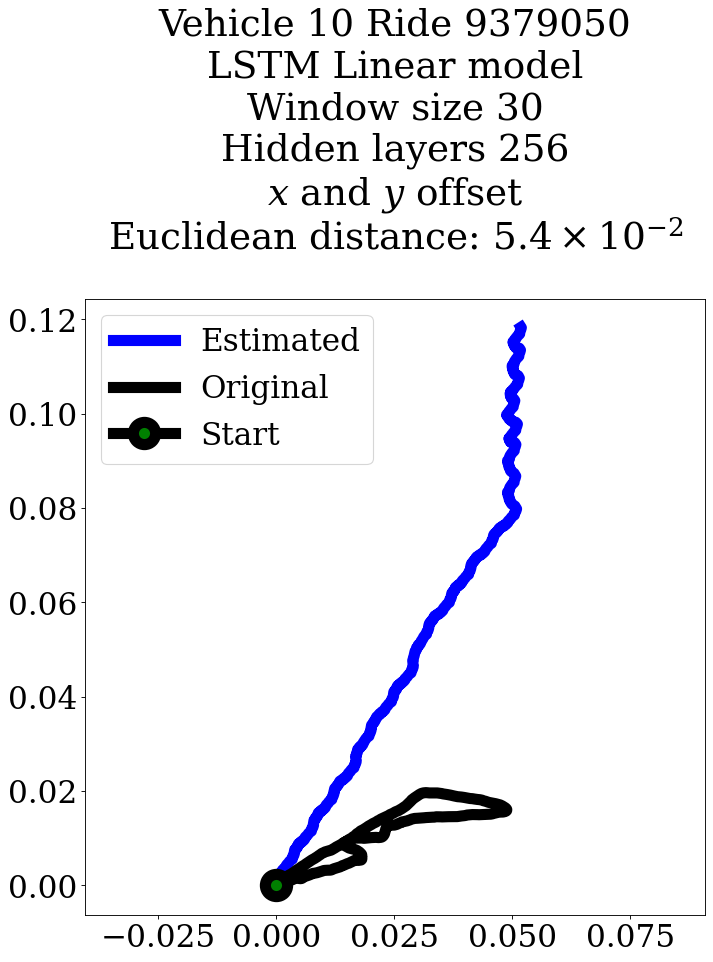 Vehicle 10 Ride 9379050
LSTM Linear model
Window size 30
Hidden layers 256
x and y offset
Euclidean distance: 5.4 × 10⁻²
Estimated
Original
Start
0.12
0.10
0.08
0.06
0.04
0.02
0.00
−0.025 0.000 0.025 0.050 0.075